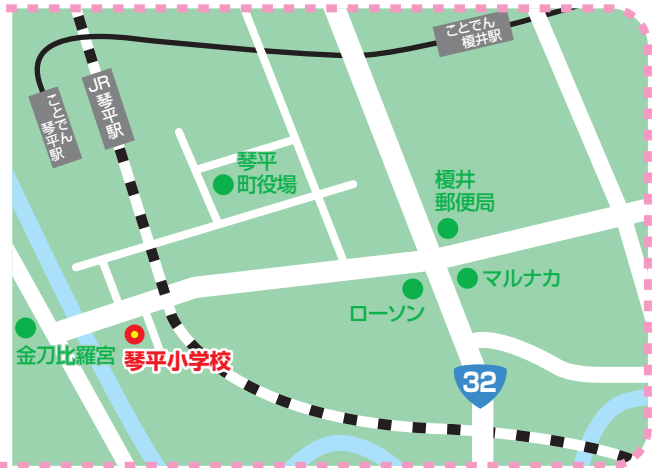 ことでん
榎井駅
JR
琴平駅
ことでん
琴平駅
琴平
町役場
榎井
郵便局
マルナカ
ローソン
金刀比羅宮
琴平小学校
32